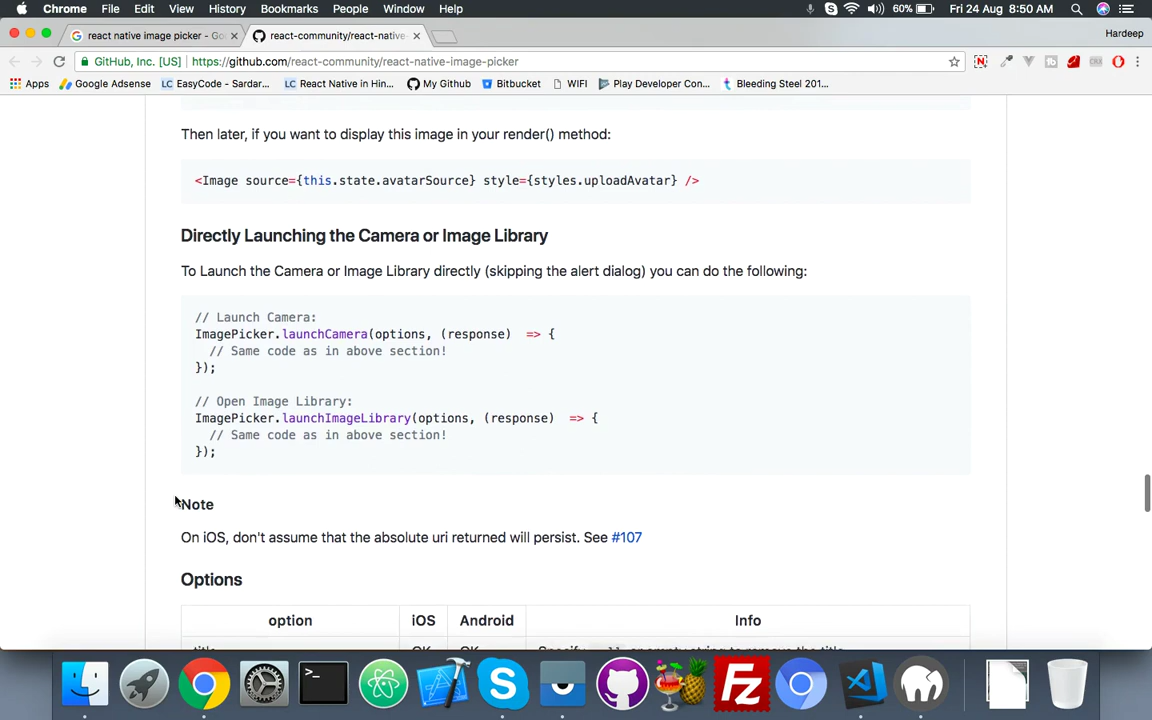 Chrome File Edit View History Bookmarks People Window Help 60% Fri 24 Aug 8:50 AM
react native image picker - Go
react-community/react-native-
Hardeep
GitHub, Inc. [US] https://github.com/react-community/react-native-image-picker
Apps Google Adsense LC EasyCode - Sardar... LC React Native in Hin... My Github Bitbucket LC WIFI Play Developer Con... Bleeding Steel 201...
Then later, if you want to display this image in your render() method:
<Image source={this.state.avatarSource} style={styles.uploadAvatar} />
Directly Launching the Camera or Image Library
To Launch the Camera or Image Library directly (skipping the alert dialog) you can do the following:
// Launch Camera:
ImagePicker.launchCamera(options, (response) => {
// Same code as in above section!
});
// Open Image Library:
ImagePicker.launchImageLibrary(options, (response) => {
// Same code as in above section!
});
Note
On iOS, don't assume that the absolute uri returned will persist. See #107
Options
option iOS Android Info